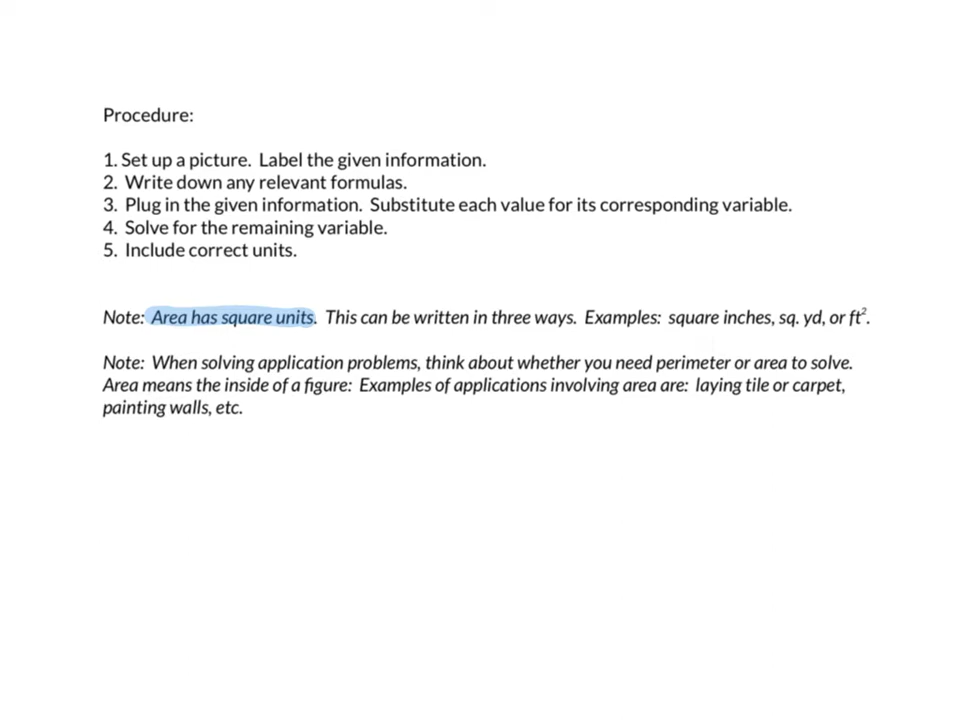 Procedure:
1. Set up a picture. Label the given information.
2. Write down any relevant formulas.
3. Plug in the given information. Substitute each value for its corresponding variable.
4. Solve for the remaining variable.
5. Include correct units.
Note: Area has square units. This can be written in three ways. Examples: square inches, sq. yd, or ft².
Note: When solving application problems, think about whether you need perimeter or area to solve.
Area means the inside of a figure: Examples of applications involving area are: laying tile or carpet,
painting walls, etc.